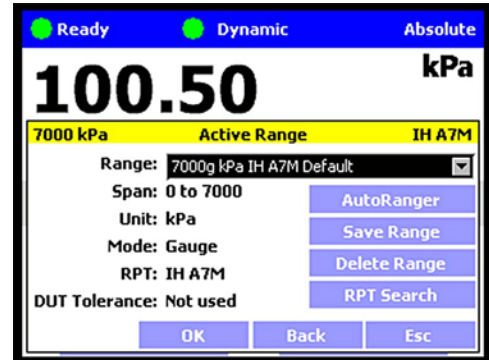 Ready Dynamic Absolute
100.50 kPa
7000 kPa Active Range IH A7M
Range: 7000g kPa IH A7M Default
Span: 0 to 7000
AutoRanger
Unit: kPa
Save Range
Mode: Gauge
Delete Range
RPT: IH A7M
RPT Search
DUT Tolerance: Not used
OK Back Esc